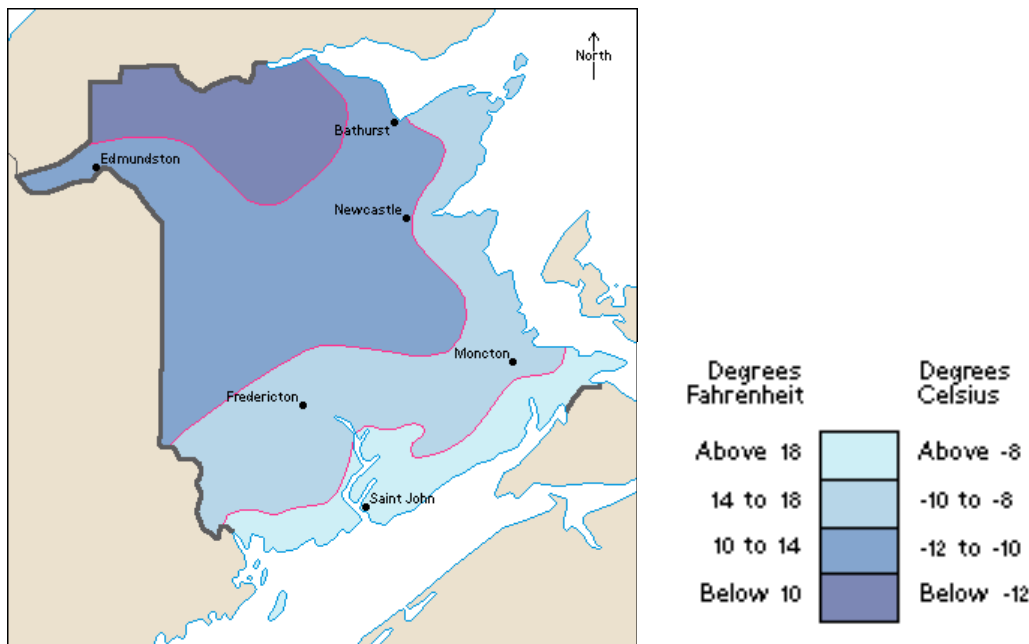 North
Bathurst
Edmundston
Newcastle
Moncton
Fredericton
Saint John
Degrees Fahrenheit
Degrees Celsius
Above 18
Above -8
14 to 18
-10 to -8
10 to 14
-12 to -10
Below 10
Below -12